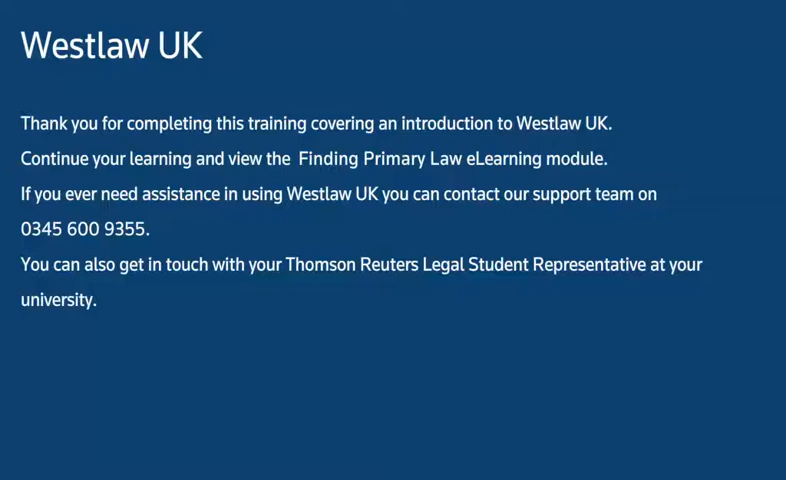 Westlaw UK
Thank you for completing this training covering an introduction to Westlaw UK.
Continue your learning and view the Finding Primary Law eLearning module.
If you ever need assistance in using Westlaw UK you can contact our support team on
0345 600 9355.
You can also get in touch with your Thomson Reuters Legal Student Representative at your
university.